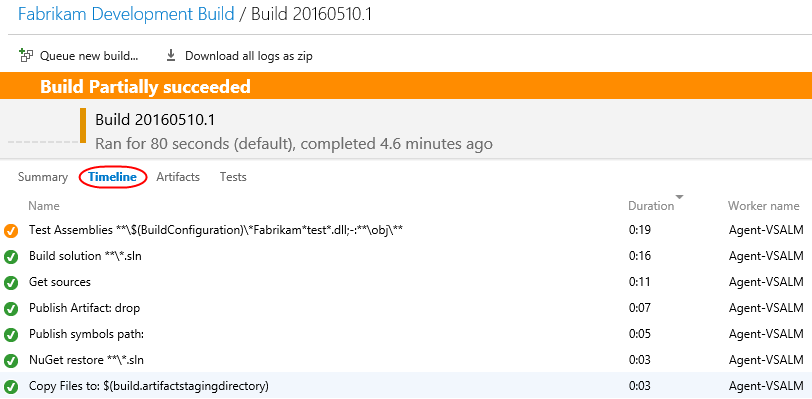 Fabrikam Development Build / Build 20160510.1
Queue new build... Download all logs as zip
Build Partially succeeded
Build 20160510.1
Ran for 80 seconds (default), completed 4.6 minutes ago
Summary Timeline Artifacts Tests
Name Duration Worker name
Test Assemblies **\$(BuildConfiguration)\*Fabrikam*test*.dll;-:**\obj\** 0:19 Agent-VSALM
Build solution **\*.sln 0:16 Agent-VSALM
Get sources 0:11 Agent-VSALM
Publish Artifact: drop 0:07 Agent-VSALM
Publish symbols path: 0:05 Agent-VSALM
NuGet restore **\*.sln 0:03 Agent-VSALM
Copy Files to: $(build.artifactstagingdirectory) 0:03 Agent-VSALM